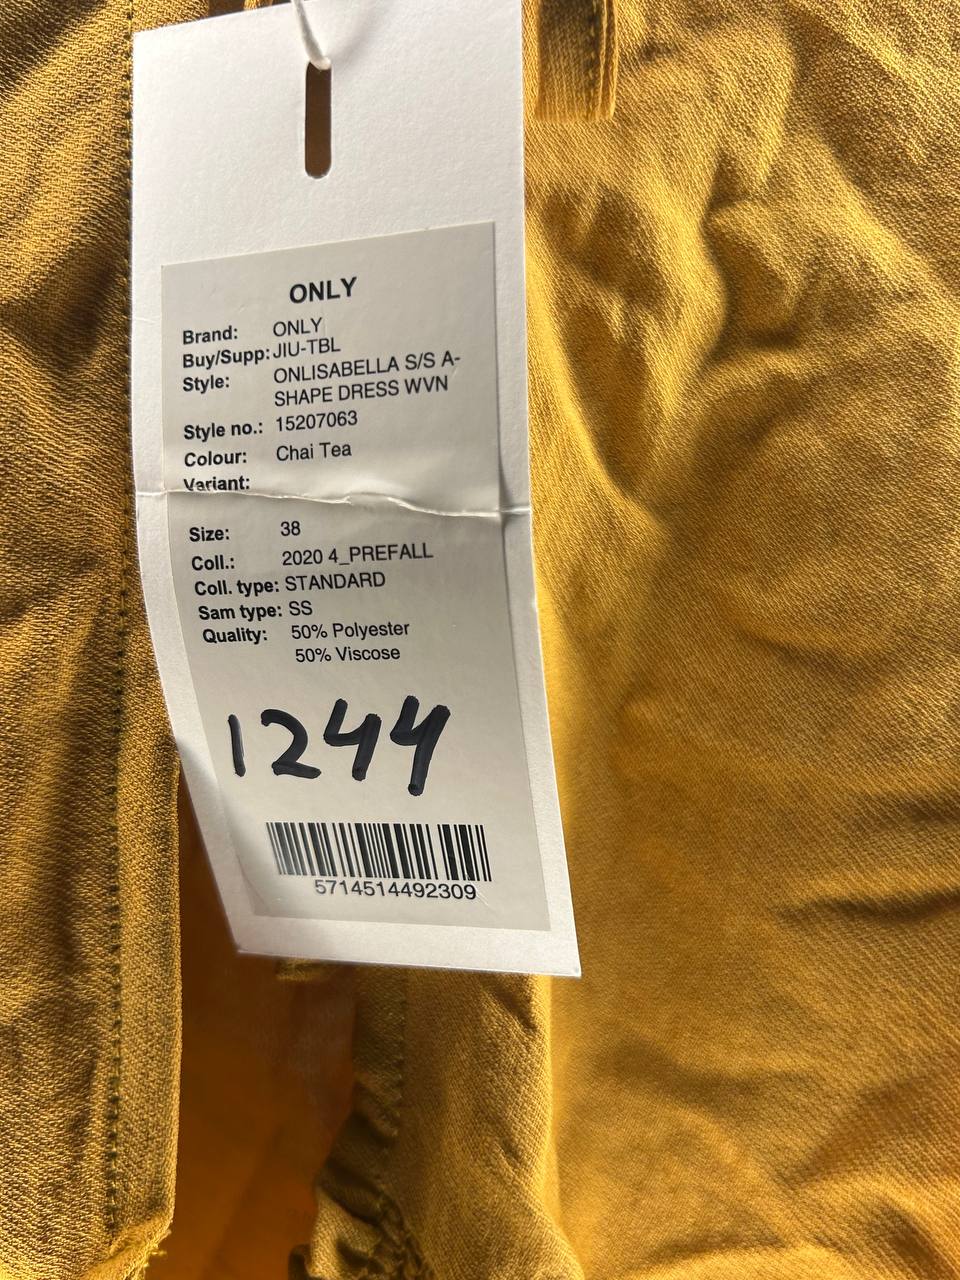 ONLY
Brand: ONLY
Buy/Supp: JIU-TBL
Style: ONLISABELLA S/S A-
SHAPE DRESS WVN
Style no.: 15207063
Colour: Chai Tea
Variant:
Size: 38
Coll.: 2020 4_PREFALL
Coll. type: STANDARD
Sam type: SS
Quality: 50% Polyester
50% Viscose
1244
5714514492309